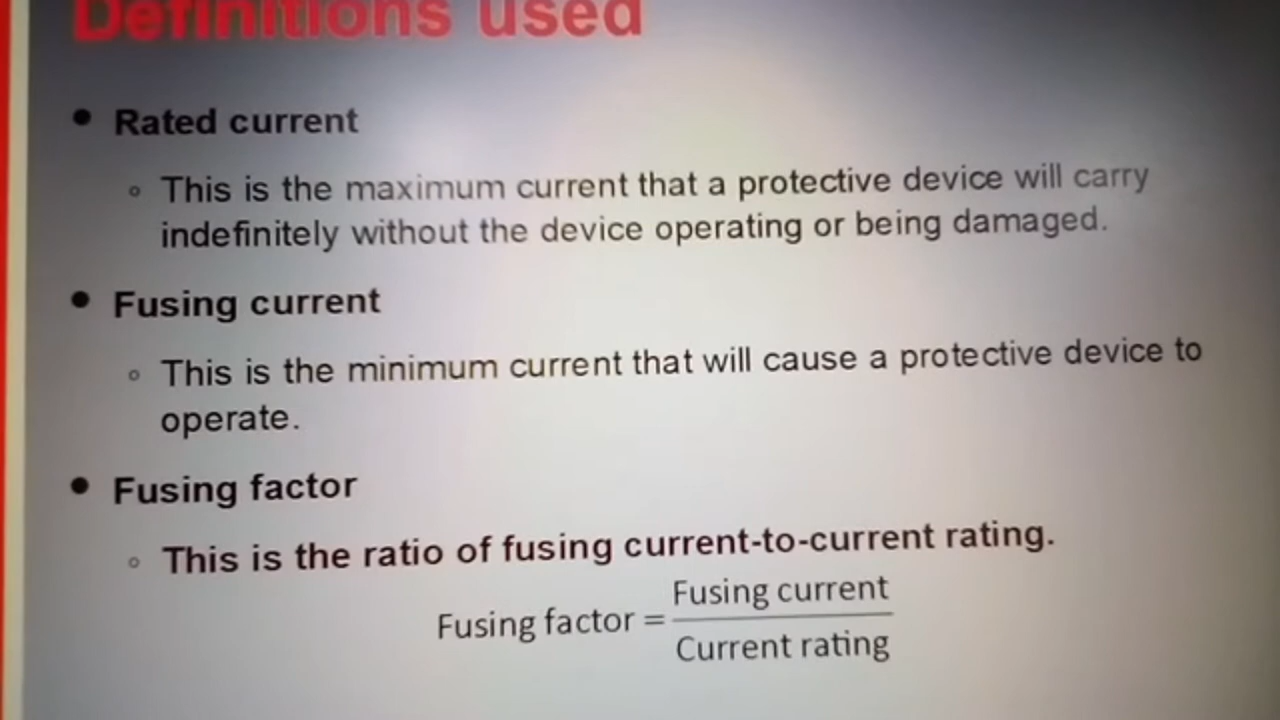 Definitions used
• Rated current
◦ This is the maximum current that a protective device will carry
indefinitely without the device operating or being damaged.
• Fusing current
◦ This is the minimum current that will cause a protective device to
operate.
• Fusing factor
◦ This is the ratio of fusing current-to-current rating.
Fusing factor = Fusing current
Current rating